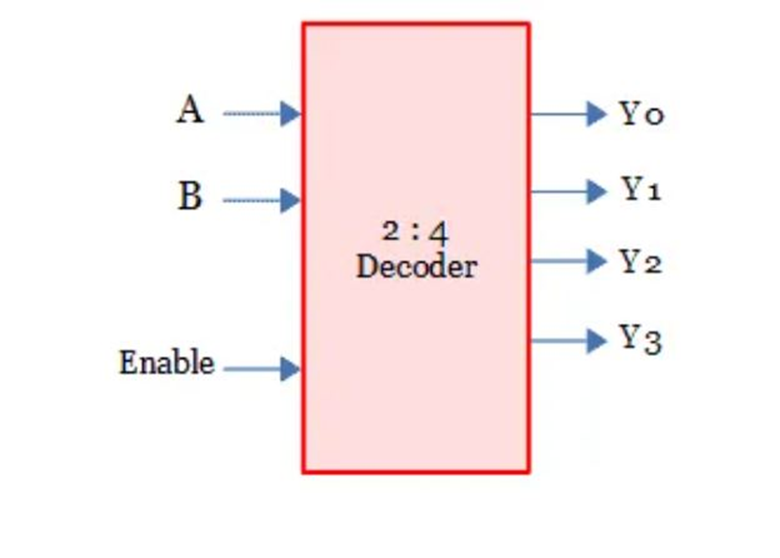 A
B
Enable
2 : 4
Decoder
Y0
Y1
Y2
Y3